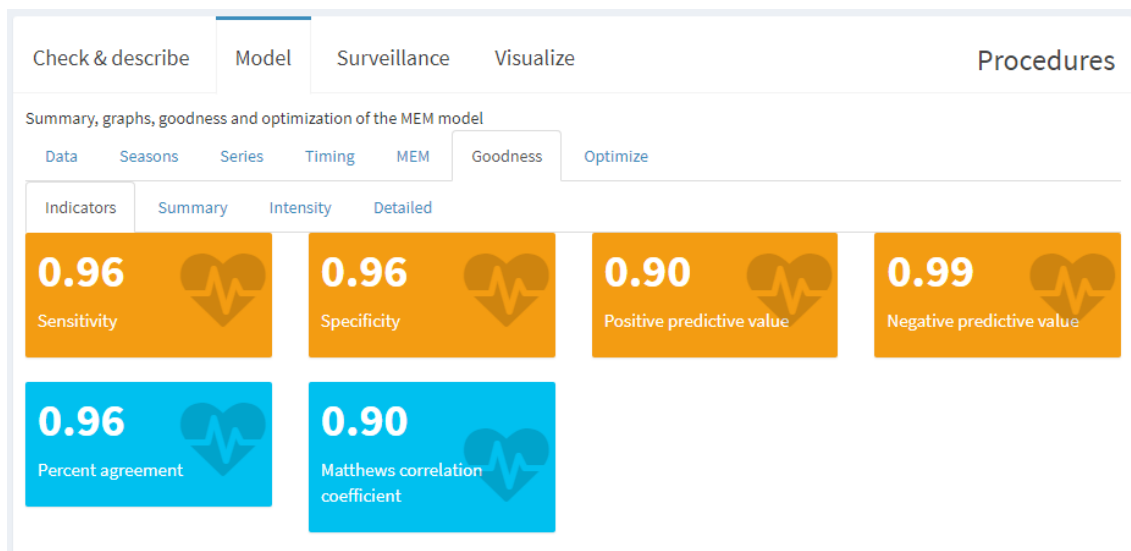 Check & describe Model Surveillance Visualize Procedures
Summary, graphs, goodness and optimization of the MEM model
Data Seasons Series Timing MEM Goodness Optimize
Indicators Summary Intensity Detailed
0.96 0.96 0.90 0.99
Sensitivity Specificity Positive predictive value Negative predictive value
0.96 0.90
Percent agreement Matthews correlation
coefficient